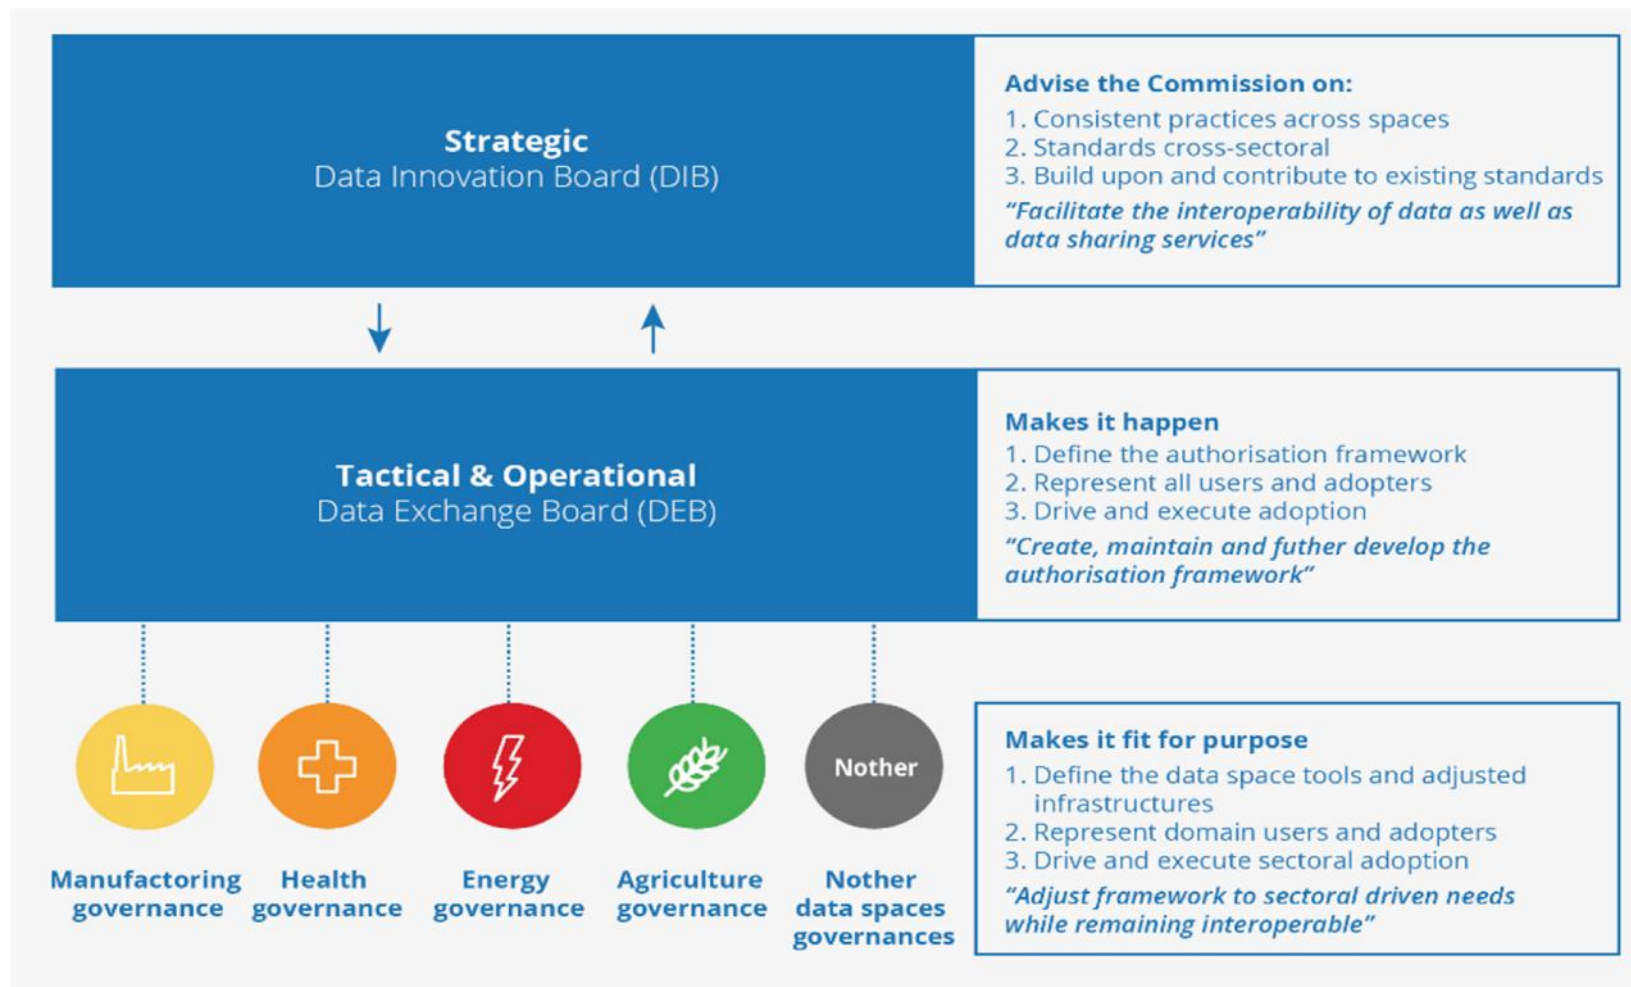 Strategic
Data Innovation Board (DIB)
Advise the Commission on:
1. Consistent practices across spaces
2. Standards cross-sectoral
3. Build upon and contribute to existing standards
“Facilitate the interoperability of data as well as
data sharing services”
Tactical & Operational
Data Exchange Board (DEB)
Makes it happen
1. Define the authorisation framework
2. Represent all users and adopters
3. Drive and execute adoption
“Create, maintain and futher develop the
authorisation framework”
Nother
Manufactoring
governance
Health
governance
Energy
governance
Agriculture
governance
Nother
data spaces
governances
Makes it fit for purpose
1. Define the data space tools and adjusted
infrastructures
2. Represent domain users and adopters
3. Drive and execute sectoral adoption
“Adjust framework to sectoral driven needs
while remaining interoperable”